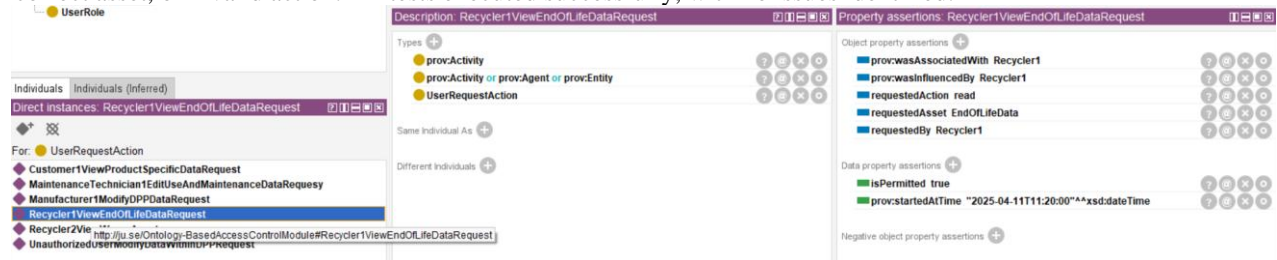 UserRole
Individuals Individuals (Inferred)
Direct instances: Recycler1ViewEndOfLifeDataRequest
For: UserRequestAction
Customer1ViewProductSpecificDataRequest
MaintenanceTechnician1EditUseAndMaintenanceDataRequesy
Manufacturer1ModifyDPPDataRequest
Recycler1ViewEndOfLifeDataRequest
Recycler2Vie
http://ju.se/Ontology-BasedAccessControlModule#Recycler1ViewEndOfLifeDataRequest
UnauthorizedUserModifyDataWithinDPPRequest
Description: Recycler1ViewEndOfLifeDataRequest
Types
prov:Activity
prov:Activity or prov:Agent or prov:Entity
UserRequestAction
Same Individual As
Different Individuals
Property assertions: Recycler1ViewEndOfLifeDataRequest
Object property assertions
prov:wasAssociatedWith Recycler1
prov:wasInfluencedBy Recycler1
requestedAction read
requestedAsset EndOfLifeData
requestedBy Recycler1
Data property assertions
isPermitted true
prov:startedAtTime "2025-04-11T11:20:00"^^xsd:dateTime
Negative object property assertions